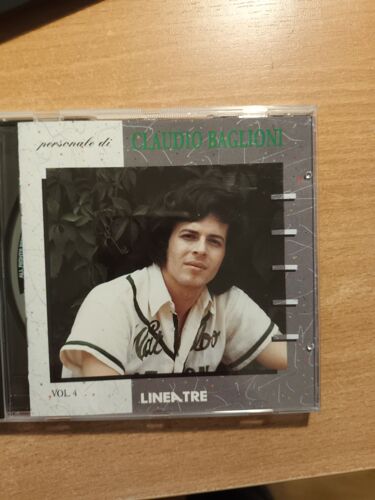 personale di
CLAUDIO BAGLIONI
VOL. 4
LINEATRE